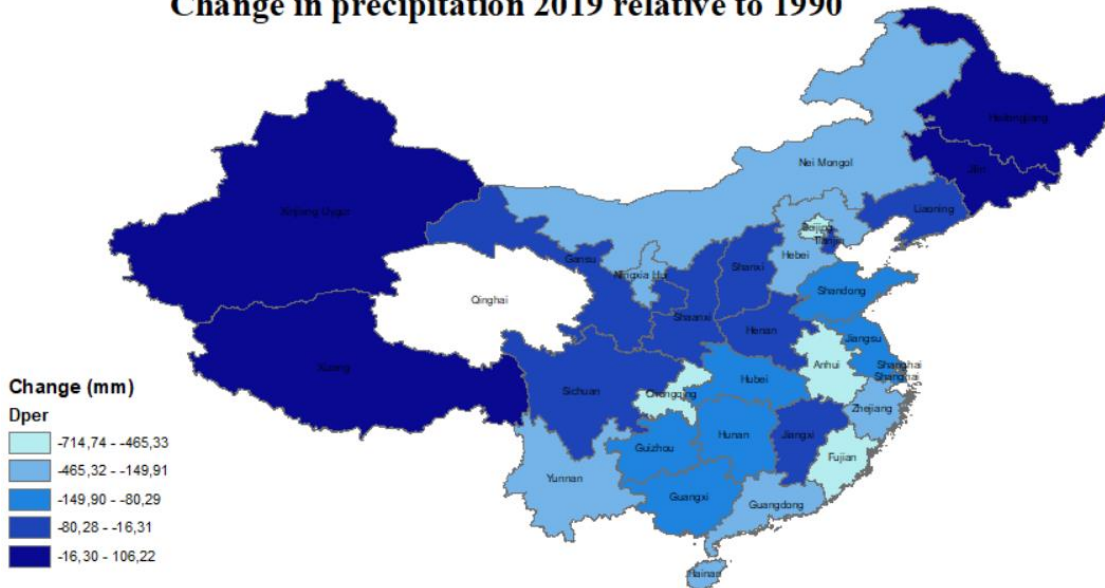 Change in precipitation 2019 relative to 1990
Heilongjiang
Jilin
Nei Mongol
Xinjiang Uygur
Liaoning
Beijing
Tianjin
Gansu
Hebei
Ningxia Hui
Shanxi
Qinghai
Shandong
Shaanxi
Henan
Jiangsu
Anhui
Shanghai
Shanghai
Xizang
Sichuan
Chongqing
Hubei
Zhejiang
Hunan
Jiangxi
Guizhou
Fujian
Yunnan
Guangxi
Guangdong
Hainan
Change (mm)
Dper
-714,74 - -465,33
-465,32 - -149,91
-149,90 - -80,29
-80,28 - -16,31
-16,30 - 106,22